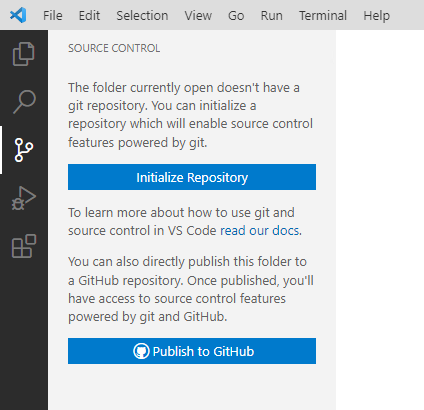 File Edit Selection View Go Run Terminal Help
SOURCE CONTROL
The folder currently open doesn't have a
git repository. You can initialize a
repository which will enable source control
features powered by git.
Initialize Repository
To learn more about how to use git and
source control in VS Code read our docs.
You can also directly publish this folder to
a GitHub repository. Once published, you'll
have access to source control features
powered by git and GitHub.
Publish to GitHub